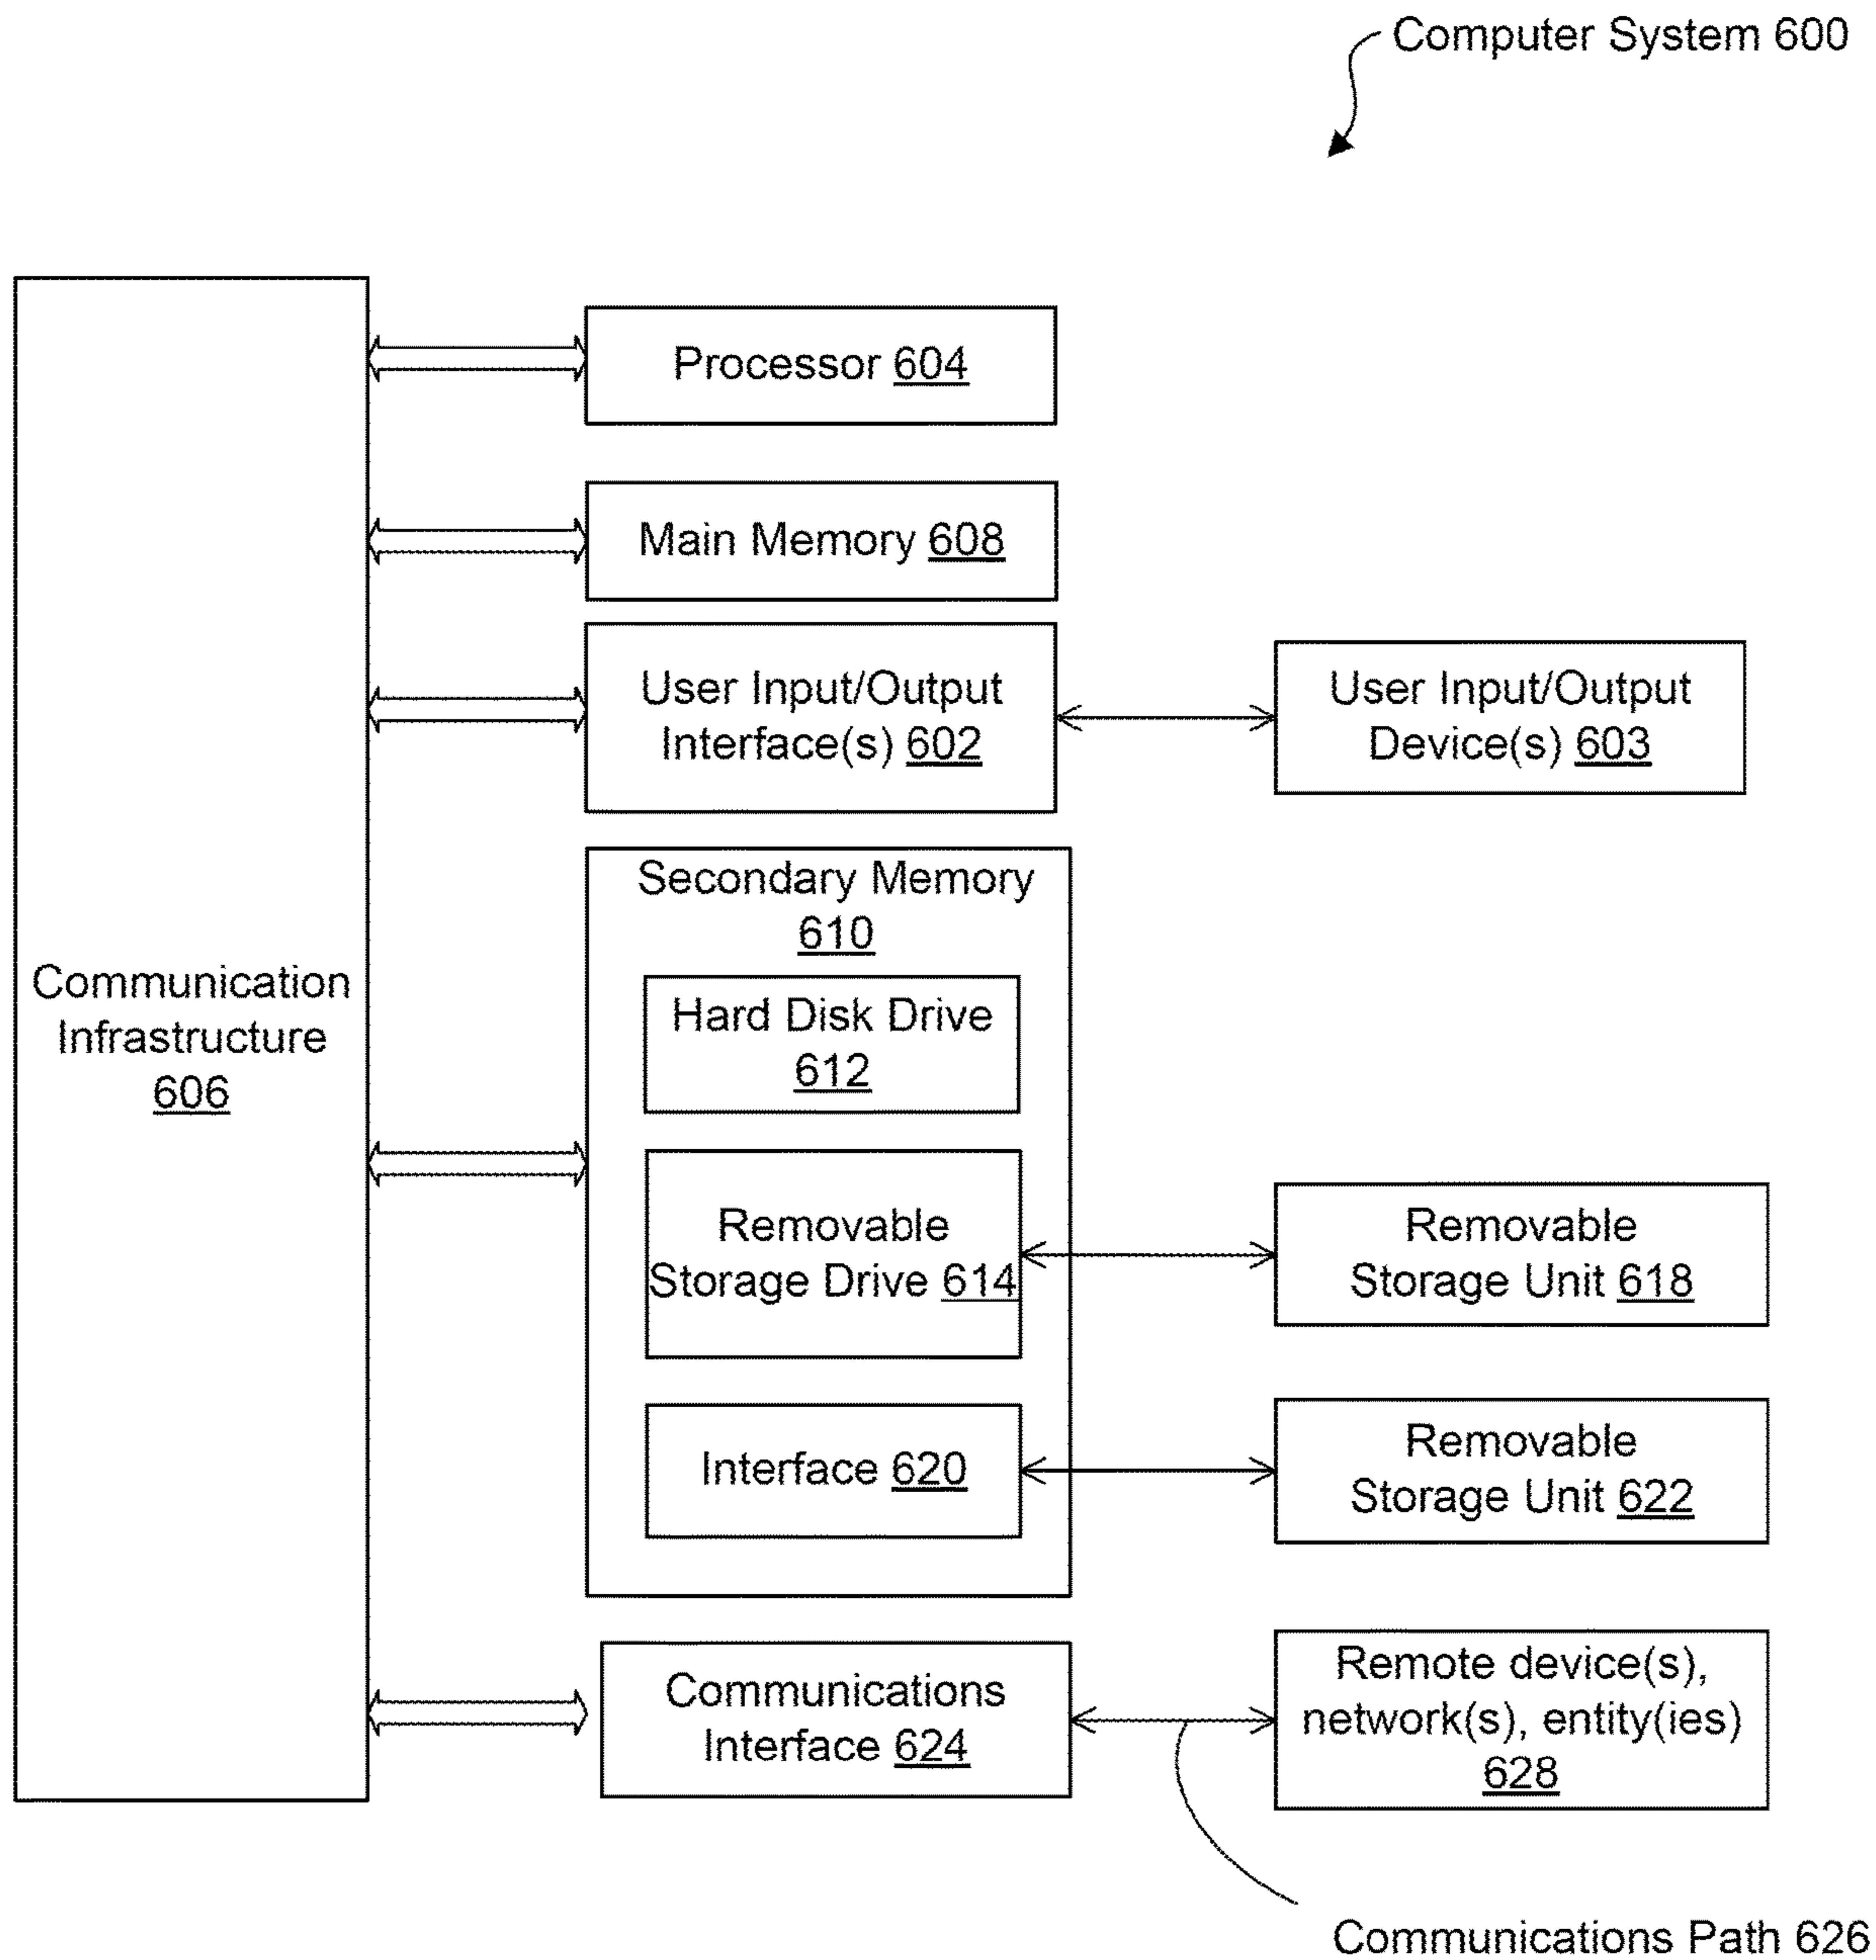 Computer System 600
Processor 604
Main Memory 608
User Input/Output
Interface(s) 602
User Input/Output
Device(s) 603
Secondary Memory
610
Communication
Infrastructure
606
Hard Disk Drive
612
Removable
Storage Drive 614
Removable
Storage Unit 618
Interface 620
Removable
Storage Unit 622
Communications
Interface 624
Remote device(s),
network(s), entity(ies)
628
Communications Path 626